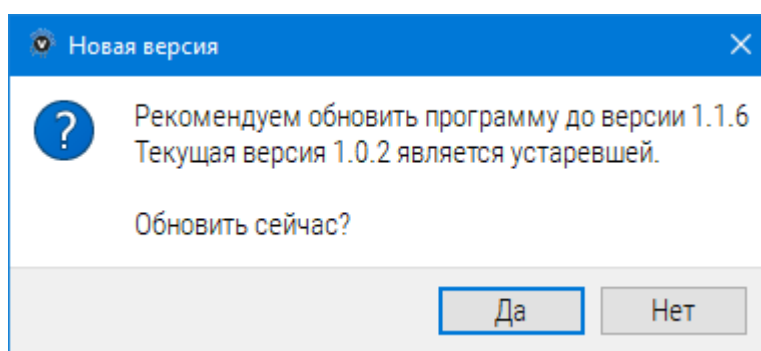 Новая версия
Рекомендуем обновить программу до версии 1.1.6
Текущая версия 1.0.2 является устаревшей.
Обновить сейчас?
Да
Нет